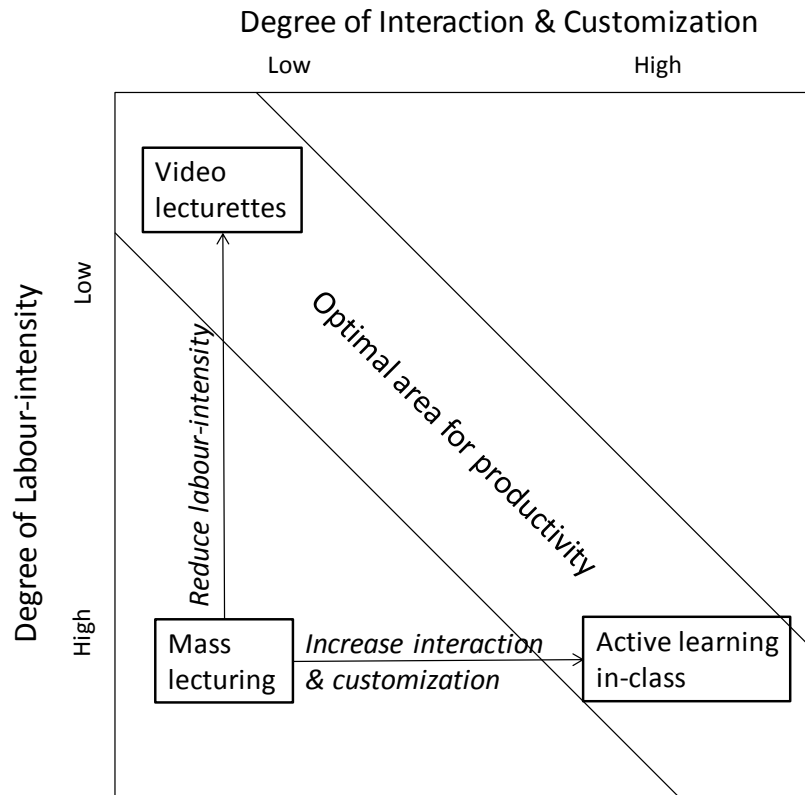 Degree of Interaction & Customization
Low
High
Video
lecturettes
Degree of Labour-intensity
Low
High
Reduce labour-intensity
Optimal area for productivity
Mass
lecturing
Increase interaction
& customization
Active learning
in-class